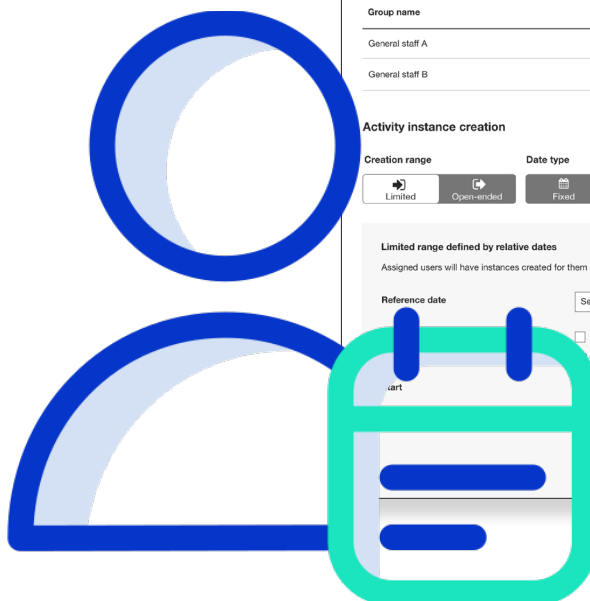 Group name
General staff A
General staff B
Activity instance creation
Creation range Date type
Limited Open-ended Fixed
Limited range defined by relative dates
Assigned users will have instances created for them
Reference date